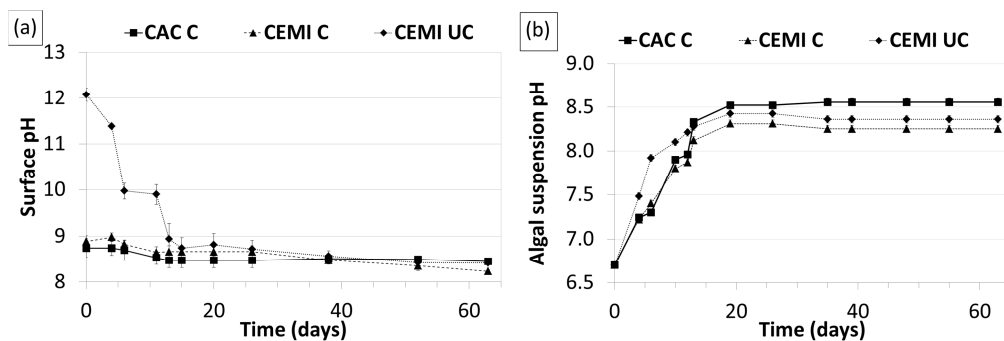 (a)
CAC C CEMI C CEMI UC
13
12
11
10
9
8
Surface pH
0 20 40 60
Time (days)
(b)
CAC C CEMI C CEMI UC
9.0
8.5
8.0
7.5
7.0
6.5
Algal suspension pH
0 20 40 60
Time (days)